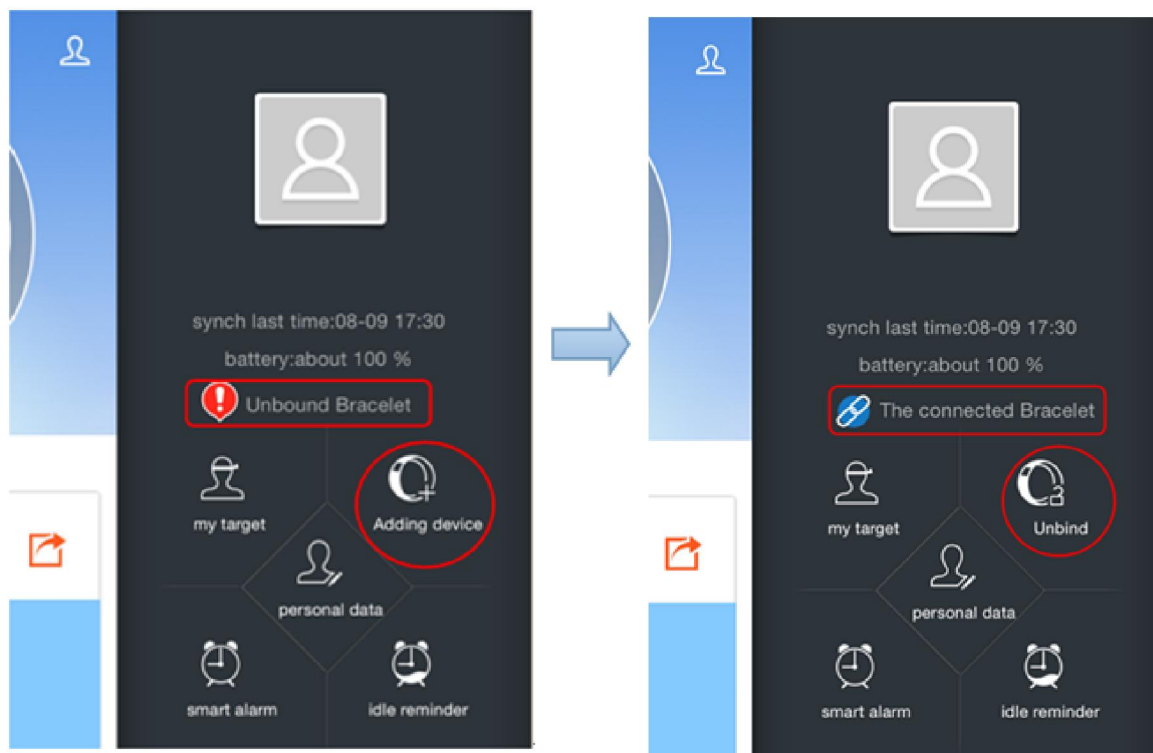 synch last time:08-09 17:30
battery:about 100 %
Unbound Bracelet
my target
Adding device
personal data
smart alarm
idle reminder
synch last time:08-09 17:30
battery:about 100 %
The connected Bracelet
my target
Unbind
personal data
smart alarm
idle reminder